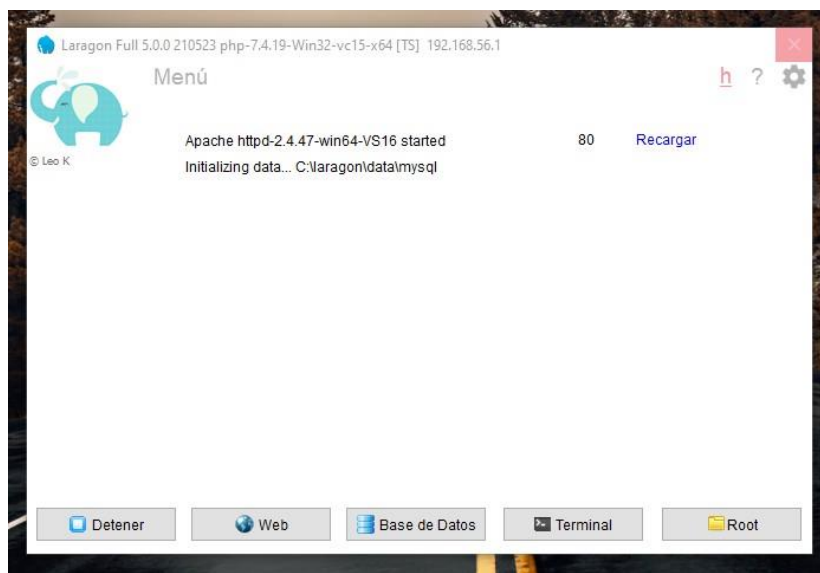 Laragon Full 5.0.0 210523 php-7.4.19-Win32-vc15-x64 [TS] 192.168.56.1
Menú
h ?
Apache httpd-2.4.47-win64-VS16 started 80 Recargar
© Leo K
Initializing data... C:\laragon\data\mysql
Detener Web Base de Datos Terminal Root